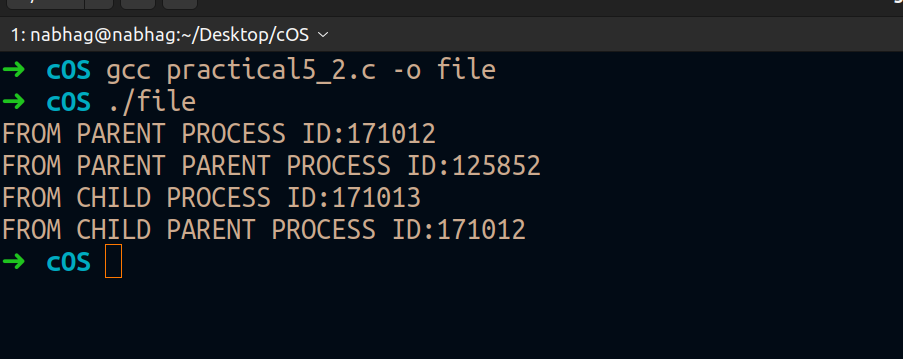 1: nabhag@nabhag:~/Desktop/cOS
➜ cOS gcc practical5_2.c -o file
➜ cOS ./file
FROM PARENT PROCESS ID:171012
FROM PARENT PARENT PROCESS ID:125852
FROM CHILD PROCESS ID:171013
FROM CHILD PARENT PROCESS ID:171012
➜ cOS